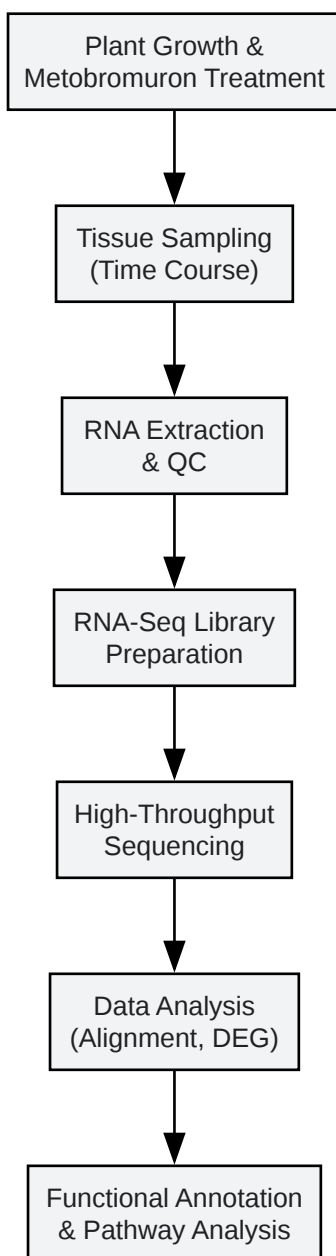 Plant Growth &
Metobromuron Treatment
Tissue Sampling
(Time Course)
RNA Extraction
& QC
RNA-Seq Library
Preparation
High-Throughput
Sequencing
Data Analysis
(Alignment, DEG)
Functional Annotation
& Pathway Analysis